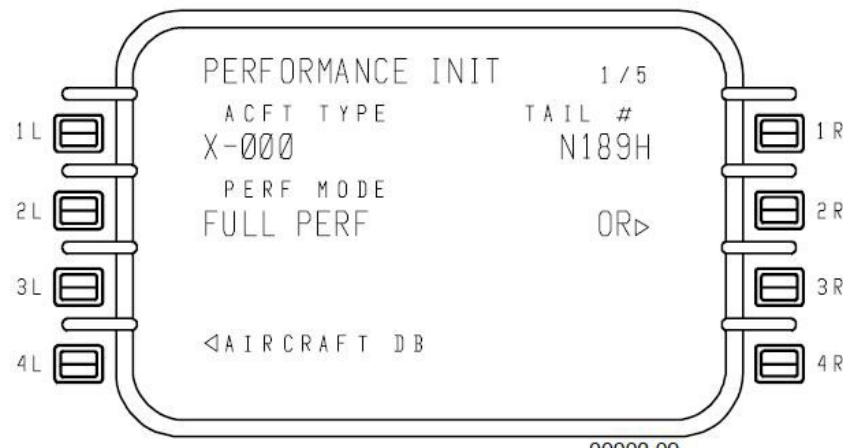 PERFORMANCE INIT 1/5
ACFT TYPE TAIL #
1L X-000 N189H 1R
PERF MODE
2L FULL PERF OR▷ 2R
3L 3R
4L ◁AIRCRAFT DB 4R